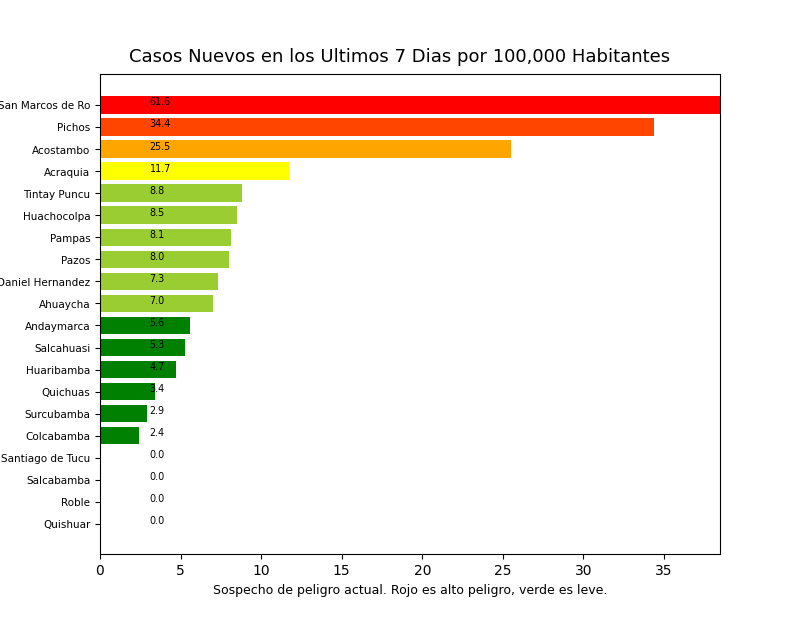 Casos Nuevos en los Ultimos 7 Dias por 100,000 Habitantes
San Marcos de Ro 61.6
Pichos 34.4
Acostambo 25.5
Acraquia 11.7
Tintay Puncu 8.8
Huachocolpa 8.5
Pampas 8.1
Pazos 8.0
Daniel Hernandez 7.3
Ahuaycha 7.0
Andaymarca 5.6
Salcahuasi 5.3
Huaribamba 4.7
Quichuas 3.4
Surcubamba 2.9
Colcabamba 2.4
Santiago de Tucu 0.0
Salcabamba 0.0
Roble 0.0
Quishuar 0.0
0 5 10 15 20 25 30 35
Sospecho de peligro actual. Rojo es alto peligro, verde es leve.